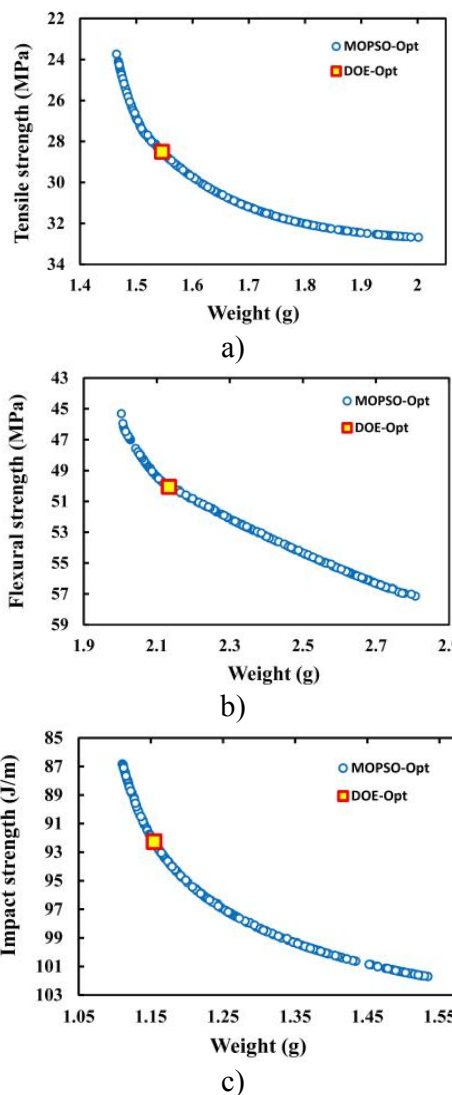 22
24
26
28
30
32
34
Tensile strength (MPa)
MOPSO-Opt
DOE-Opt
1.4 1.5 1.6 1.7 1.8 1.9 2
Weight (g)
a)
43
45
47
49
51
53
55
57
59
Flexural strength (MPa)
MOPSO-Opt
DOE-Opt
1.9 2.1 2.3 2.5 2.7
Weight (g)
b)
85
87
89
91
93
95
97
99
101
103
Impact strength (J/m)
MOPSO-Opt
DOE-Opt
1.05 1.15 1.25 1.35 1.45 1.55
Weight (g)
c)